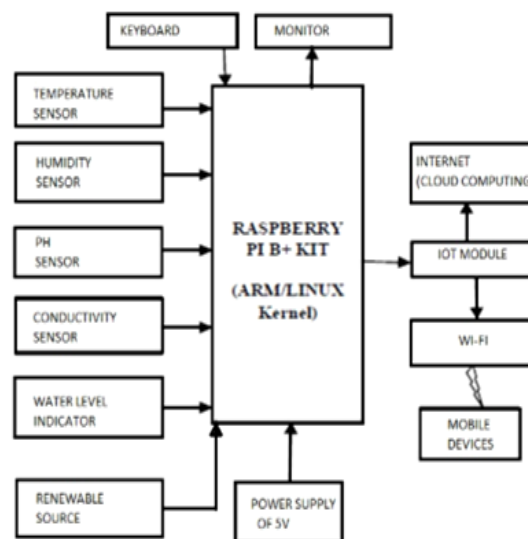 KEYBOARD
MONITOR
TEMPERATURE
SENSOR
HUMIDITY
SENSOR
PH
SENSOR
CONDUCTIVITY
SENSOR
WATER LEVEL
INDICATOR
RENEWABLE
SOURCE
RASPBERRY
PI B+ KIT
(ARM/LINUX
Kernel)
POWER SUPPLY
OF 5V
INTERNET
(CLOUD COMPUTING
IOT MODULE
WI-FI
MOBILE
DEVICES